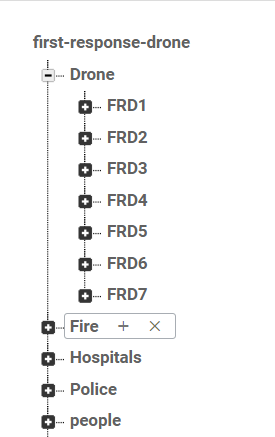 first-response-drone
Drone
FRD1
FRD2
FRD3
FRD4
FRD5
FRD6
FRD7
Fire
Hospitals
Police
people